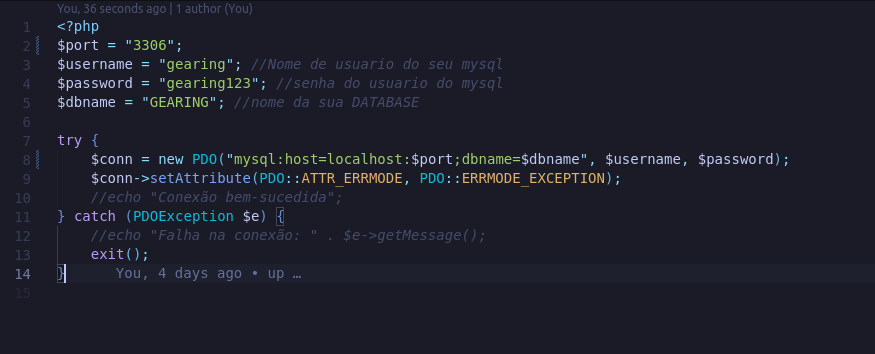 You, 36 seconds ago | 1 author (You)
1 <?php
2 $port = "3306";
3 $username = "gearing"; //Nome de usuario do seu mysql
4 $password = "gearing123"; //senha do usuario do mysql
5 $dbname = "GEARING"; //nome da sua DATABASE
6
7 try {
8 $conn = new PDO("mysql:host=localhost:$port;dbname=$dbname", $username, $password);
9 $conn->setAttribute(PDO::ATTR_ERRMODE, PDO::ERRMODE_EXCEPTION);
10 //echo "Conexão bem-sucedida";
11 } catch (PDOException $e) {
12 //echo "Falha na conexão: " . $e->getMessage();
13 exit();
14 } You, 4 days ago • up …
15